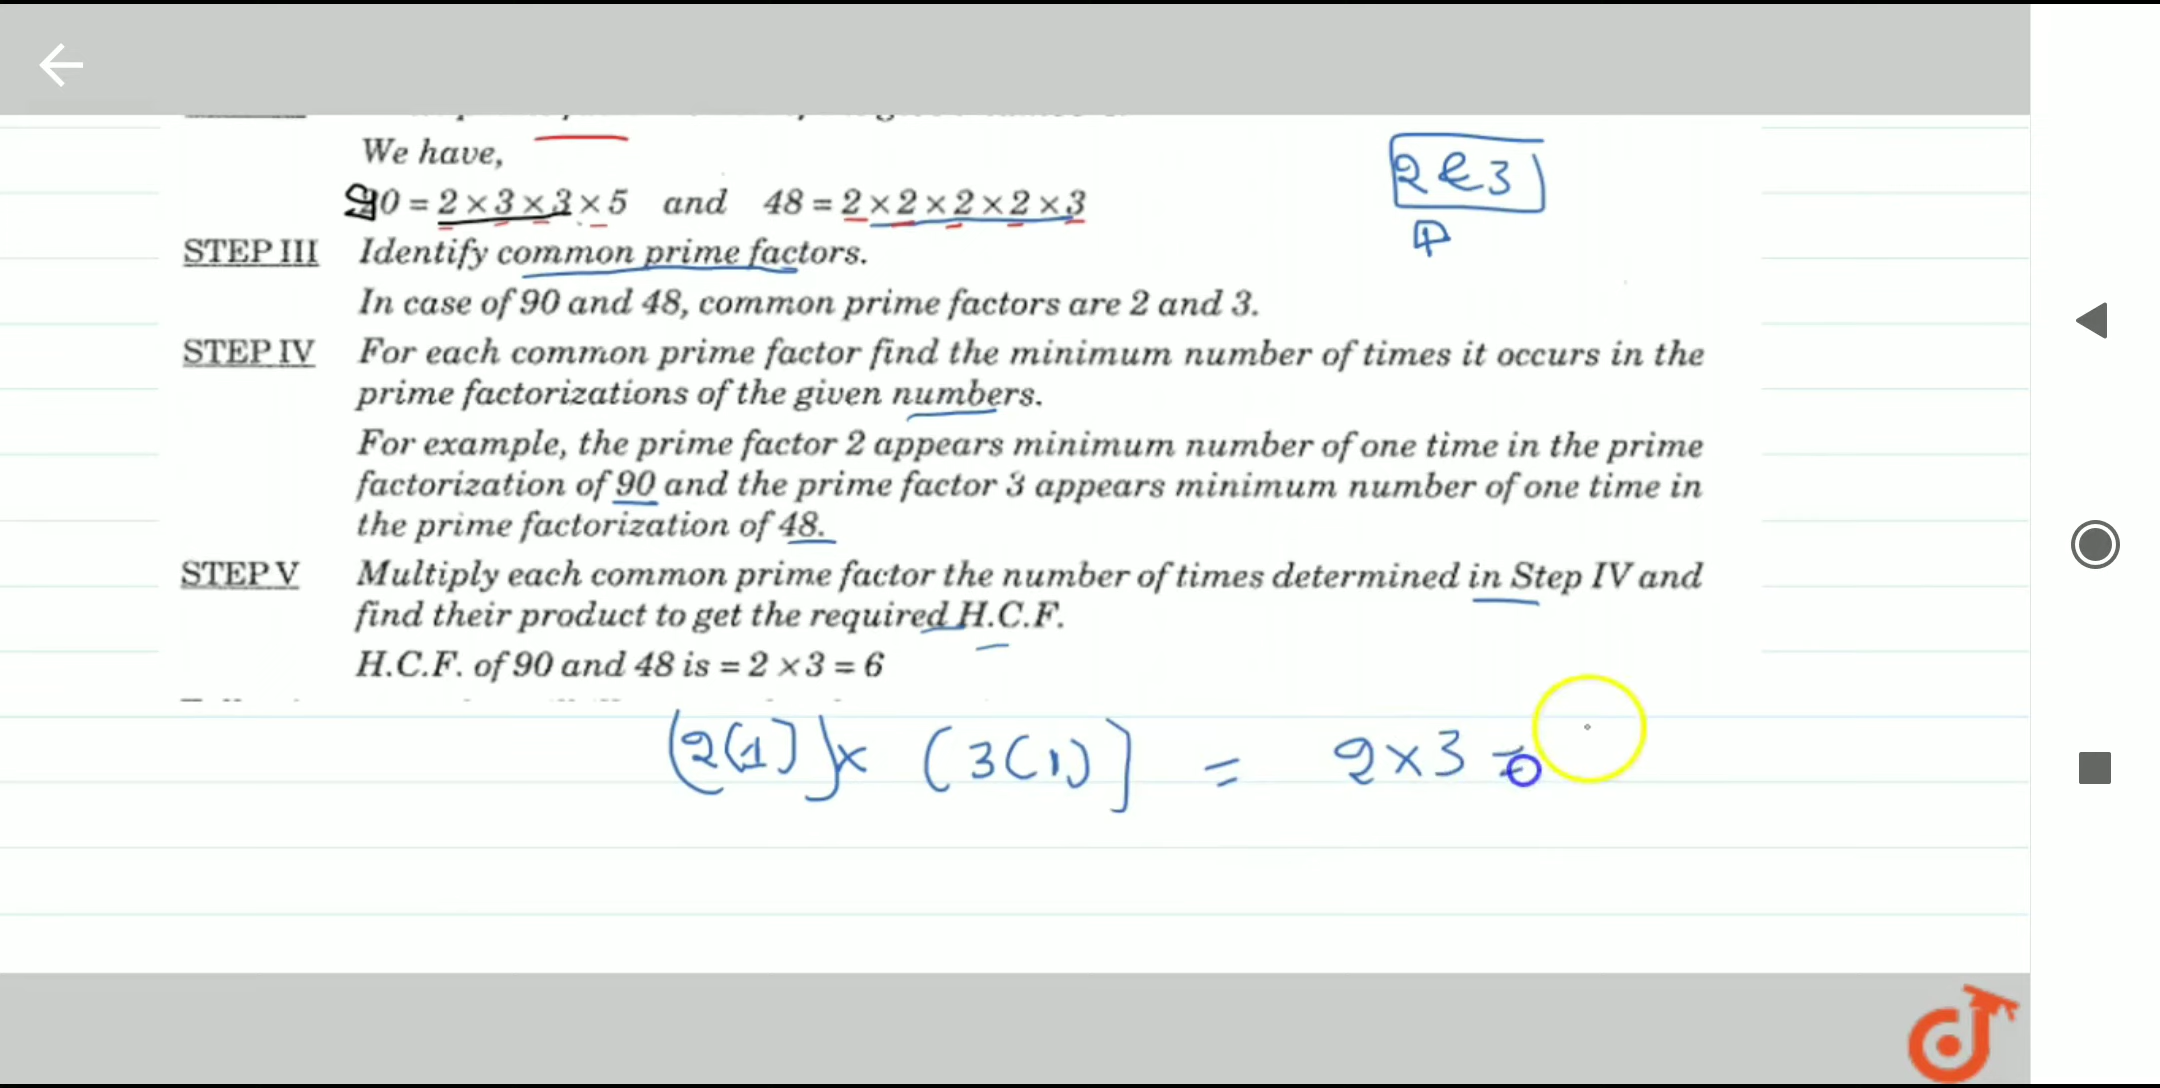 We have,
2 & 3
90 = 2 × 3 × 3 × 5 and 48 = 2 × 2 × 2 × 2 × 3
STEP III Identify common prime factors.
In case of 90 and 48, common prime factors are 2 and 3.
STEP IV For each common prime factor find the minimum number of times it occurs in the
prime factorizations of the given numbers.
For example, the prime factor 2 appears minimum number of one time in the prime
factorization of 90 and the prime factor 3 appears minimum number of one time in
the prime factorization of 48.
STEP V Multiply each common prime factor the number of times determined in Step IV and
find their product to get the required H.C.F.
H.C.F. of 90 and 48 is = 2 × 3 = 6
(2(1)) × (3(1)) = 2 × 3 =